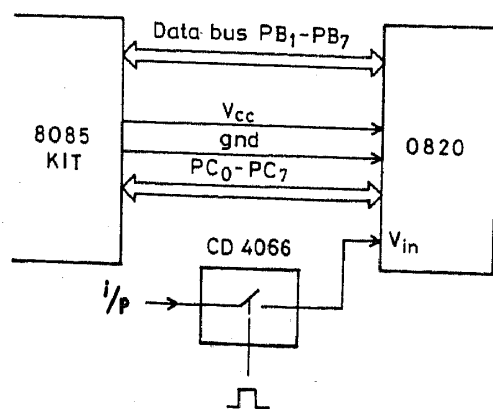 Data bus PB₁-PB₇
8085
KIT
Vcc
gnd
PC₀-PC₇
0820
CD 4066
Vin
i/p